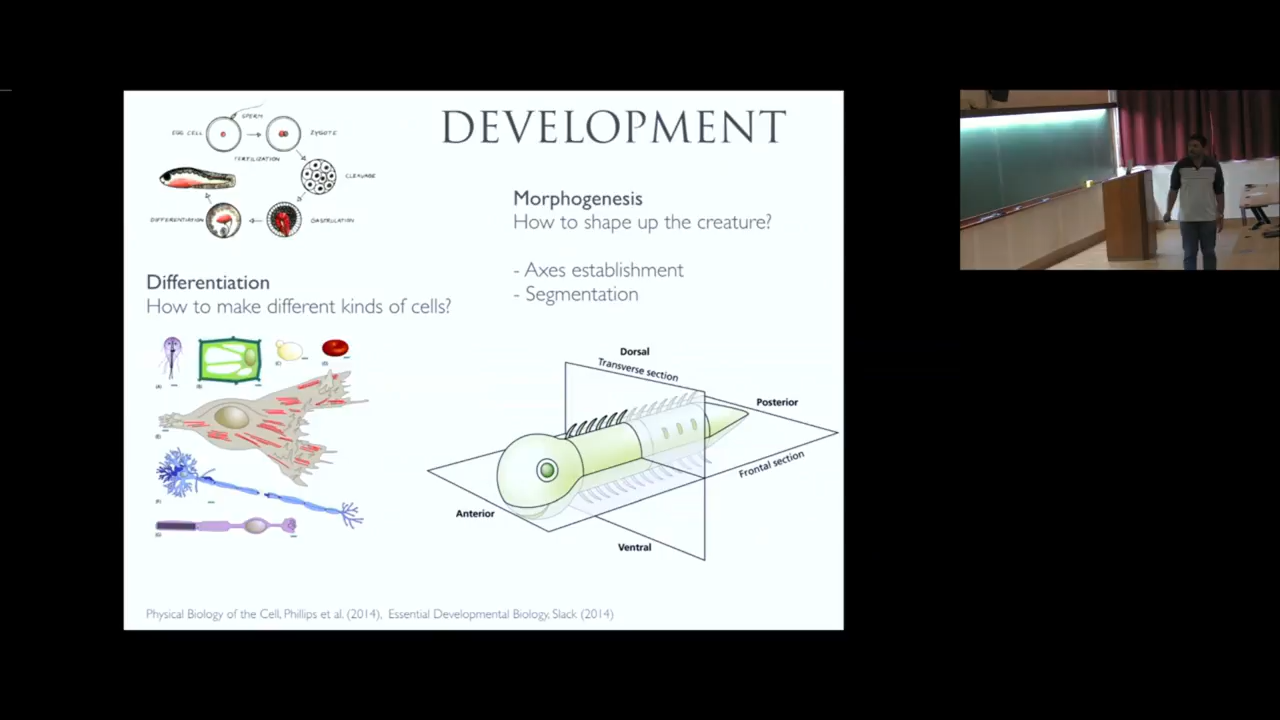 DEVELOPMENT
SPERM
EGG CELL
ZYGOTE
FERTILIZATION
CLEAVAGE
DIFFERENTIATION
GASTRULATION
Morphogenesis
How to shape up the creature?
- Axes establishment
- Segmentation
Differentiation
How to make different kinds of cells?
Dorsal
Transverse section
Posterior
Frontal section
Anterior
Ventral
Physical Biology of the Cell, Phillips et al. (2014), Essential Developmental Biology, Slack (2014)